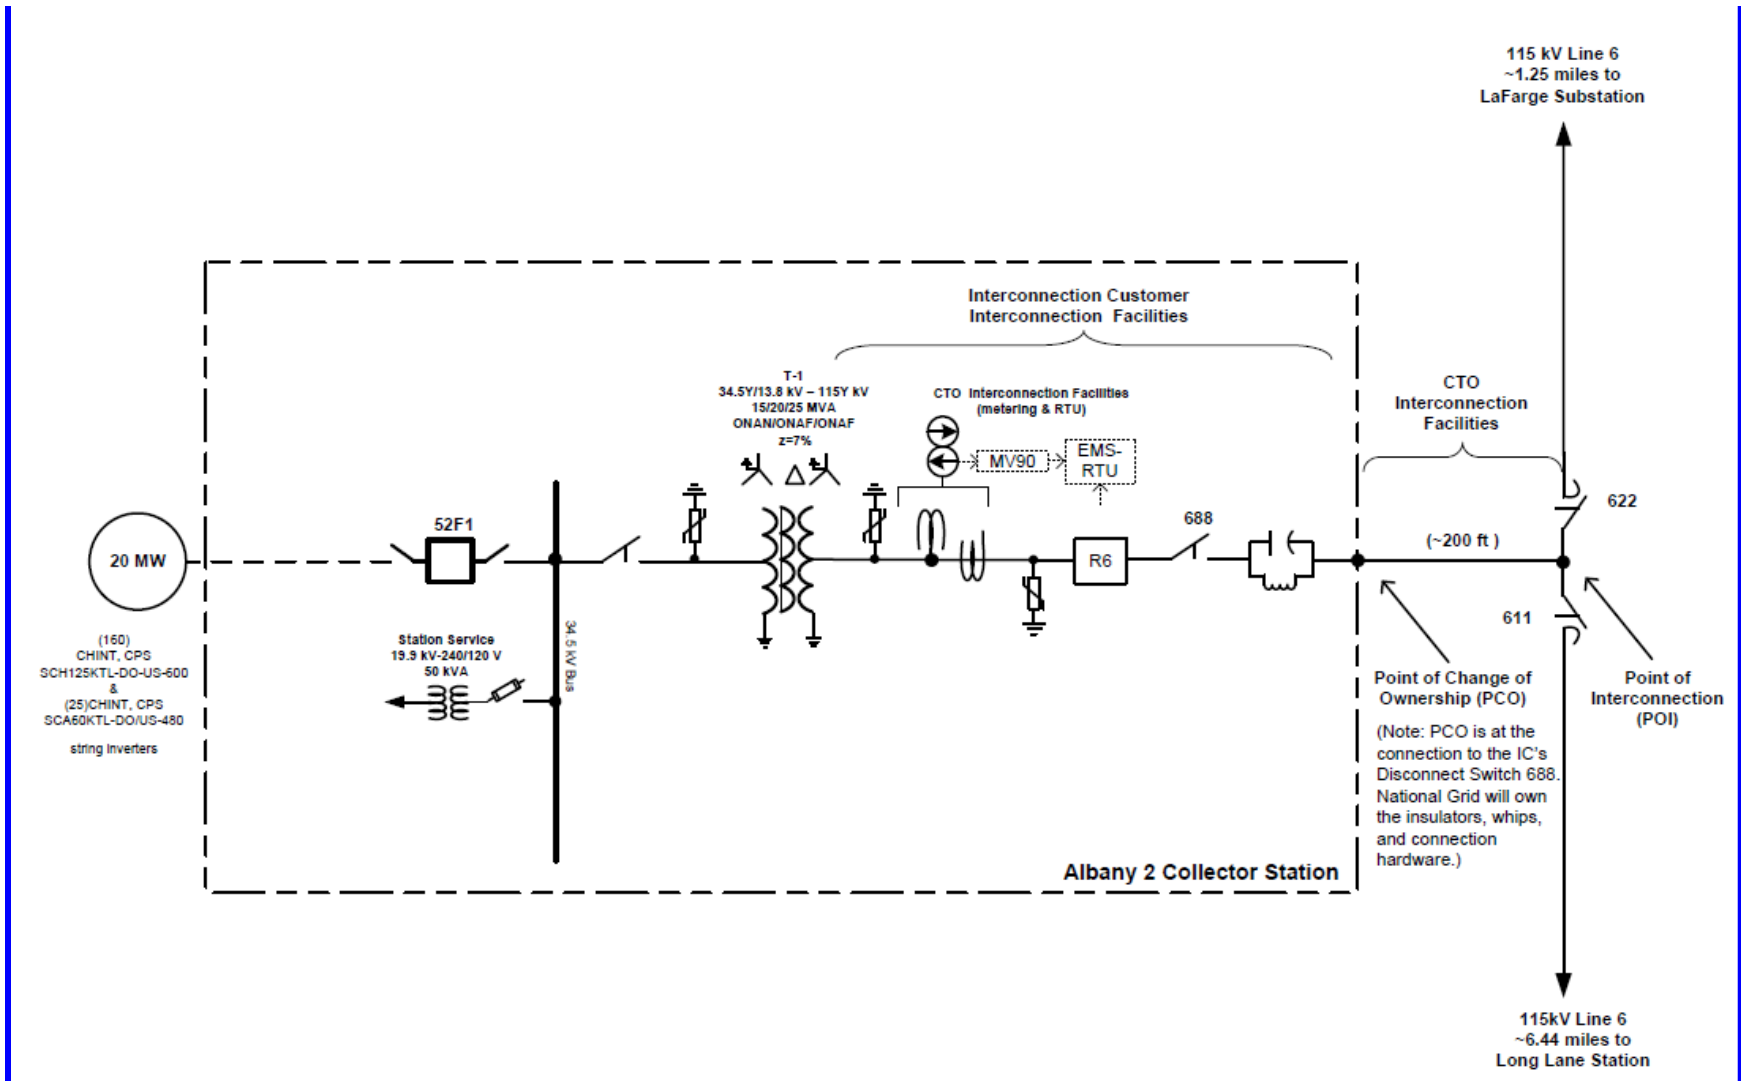 115 kV Line 6
~1.25 miles to
LaFarge Substation
Interconnection Customer
Interconnection Facilities
T-1
34.5Y/13.8 kV – 115Y kV
15/20/25 MVA
ONAN/ONAF/ONAF
z=7%
CTO Interconnection Facilities
(metering & RTU)
MV90
EMS-
RTU
CTO
Interconnection
Facilities
622
688
52F1
20 MW
R6
(~200 ft )
611
(160)
CHINT, CPS
SCH125KTL-DO-US-600
&
(25)CHINT, CPS
SCA60KTL-DO/US-480
string inverters
Station Service
19.9 kV-240/120 V
50 kVA
34.5 kV Bus
Point of Change of
Ownership (PCO)
(Note: PCO is at the
connection to the IC's
Disconnect Switch 688.
National Grid will own
the insulators, whips,
and connection
hardware.)
Point of
Interconnection
(POI)
Albany 2 Collector Station
115kV Line 6
~6.44 miles to
Long Lane Station